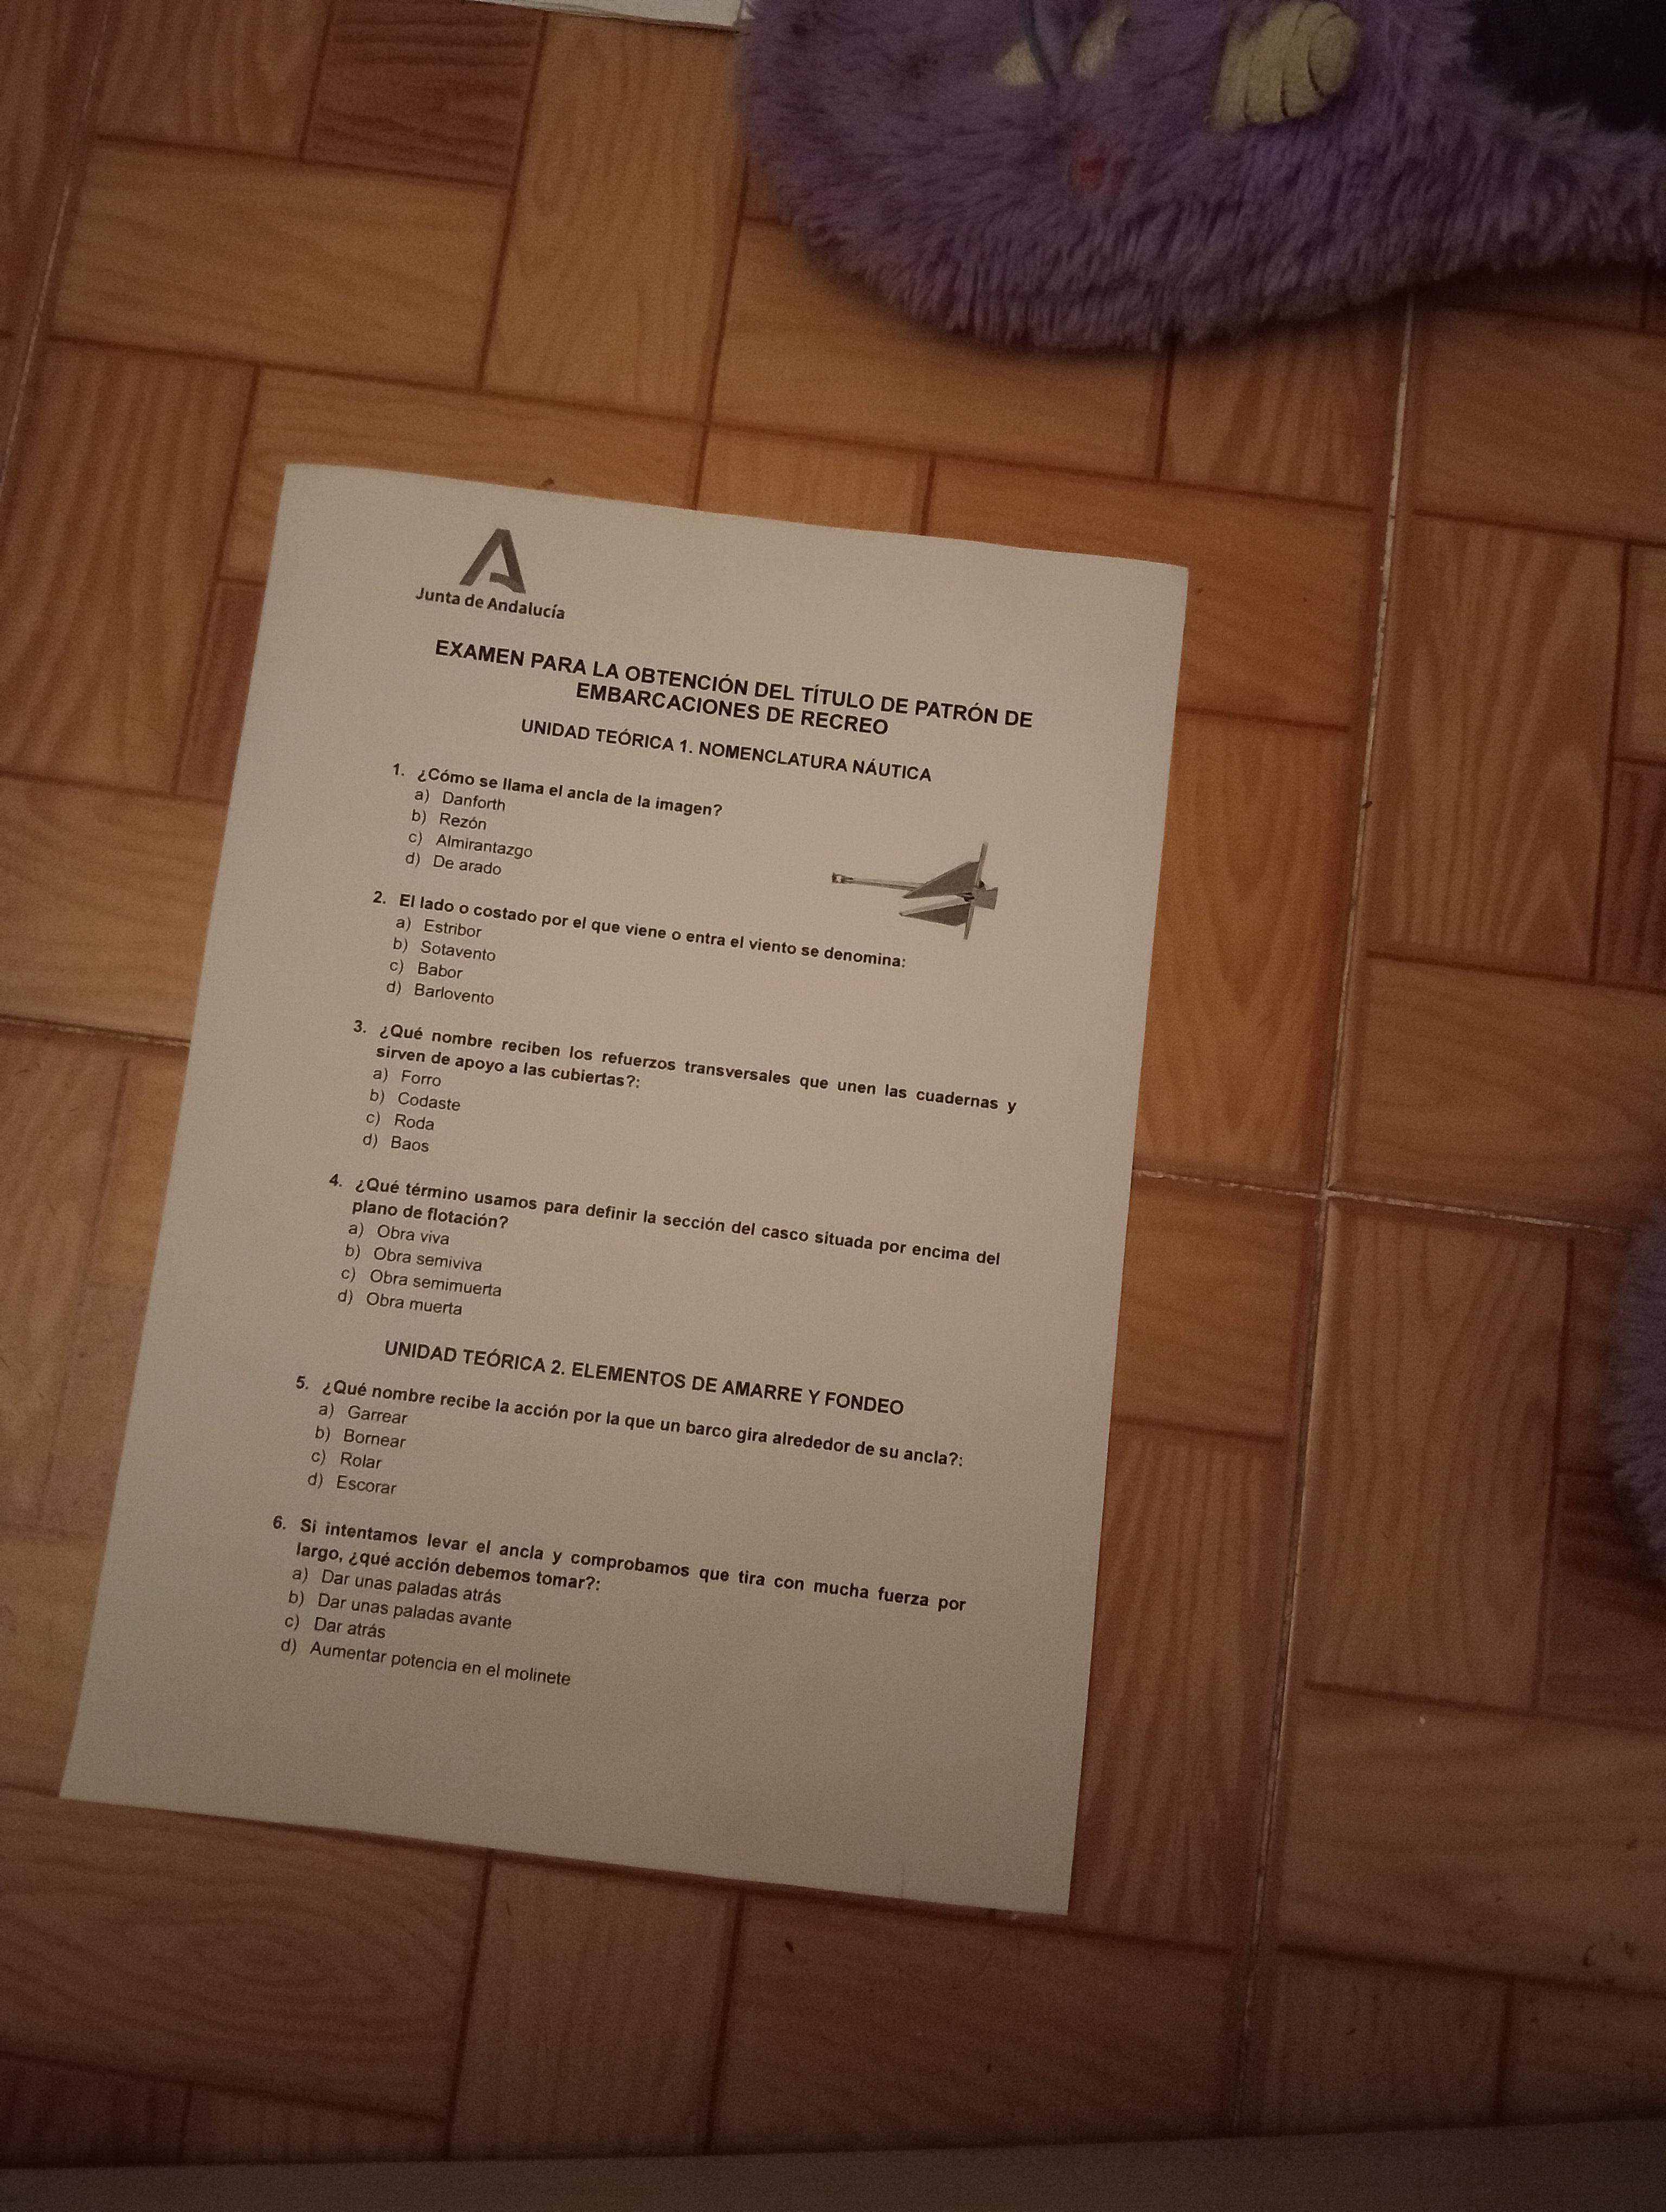 Junta de Andalucía
EXAMEN PARA LA OBTENCIÓN DEL TÍTULO DE PATRÓN DE
EMBARCACIONES DE RECREO
UNIDAD TEÓRICA 1. NOMENCLATURA NÁUTICA
1. ¿Cómo se llama el ancla de la imagen?
a) Danforth
b) Rezón
c) Almirantazgo
d) De arado
2. El lado o costado por el que viene o entra el viento se denomina:
a) Estribor
b) Sotavento
c) Babor
d) Barlovento
3. ¿Qué nombre reciben los refuerzos transversales que unen las cuadernas y
sirven de apoyo a las cubiertas?:
a) Forro
b) Codaste
c) Roda
d) Baos
4. ¿Qué término usamos para definir la sección del casco situada por encima del
plano de flotación?
a) Obra viva
b) Obra semiviva
c) Obra semimuerta
d) Obra muerta
UNIDAD TEÓRICA 2. ELEMENTOS DE AMARRE Y FONDEO
5. ¿Qué nombre recibe la acción por la que un barco gira alrededor de su ancla?:
a) Garrear
b) Bornear
c) Rolar
d) Escorar
6. Si intentamos levar el ancla y comprobamos que tira con mucha fuerza por
largo, ¿qué acción debemos tomar?:
a) Dar unas paladas atrás
b) Dar unas paladas avante
c) Dar atrás
d) Aumentar potencia en el molinete